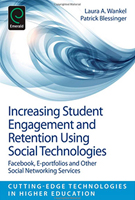 Emerald
Laura A. Wankel
Patrick Blessinger
Increasing Student
Engagement and
Retention Using
Social Technologies
Facebook, E-portfolios and Other
Social Networking Services
CUTTING-EDGE TECHNOLOGIES
IN HIGHER EDUCATION